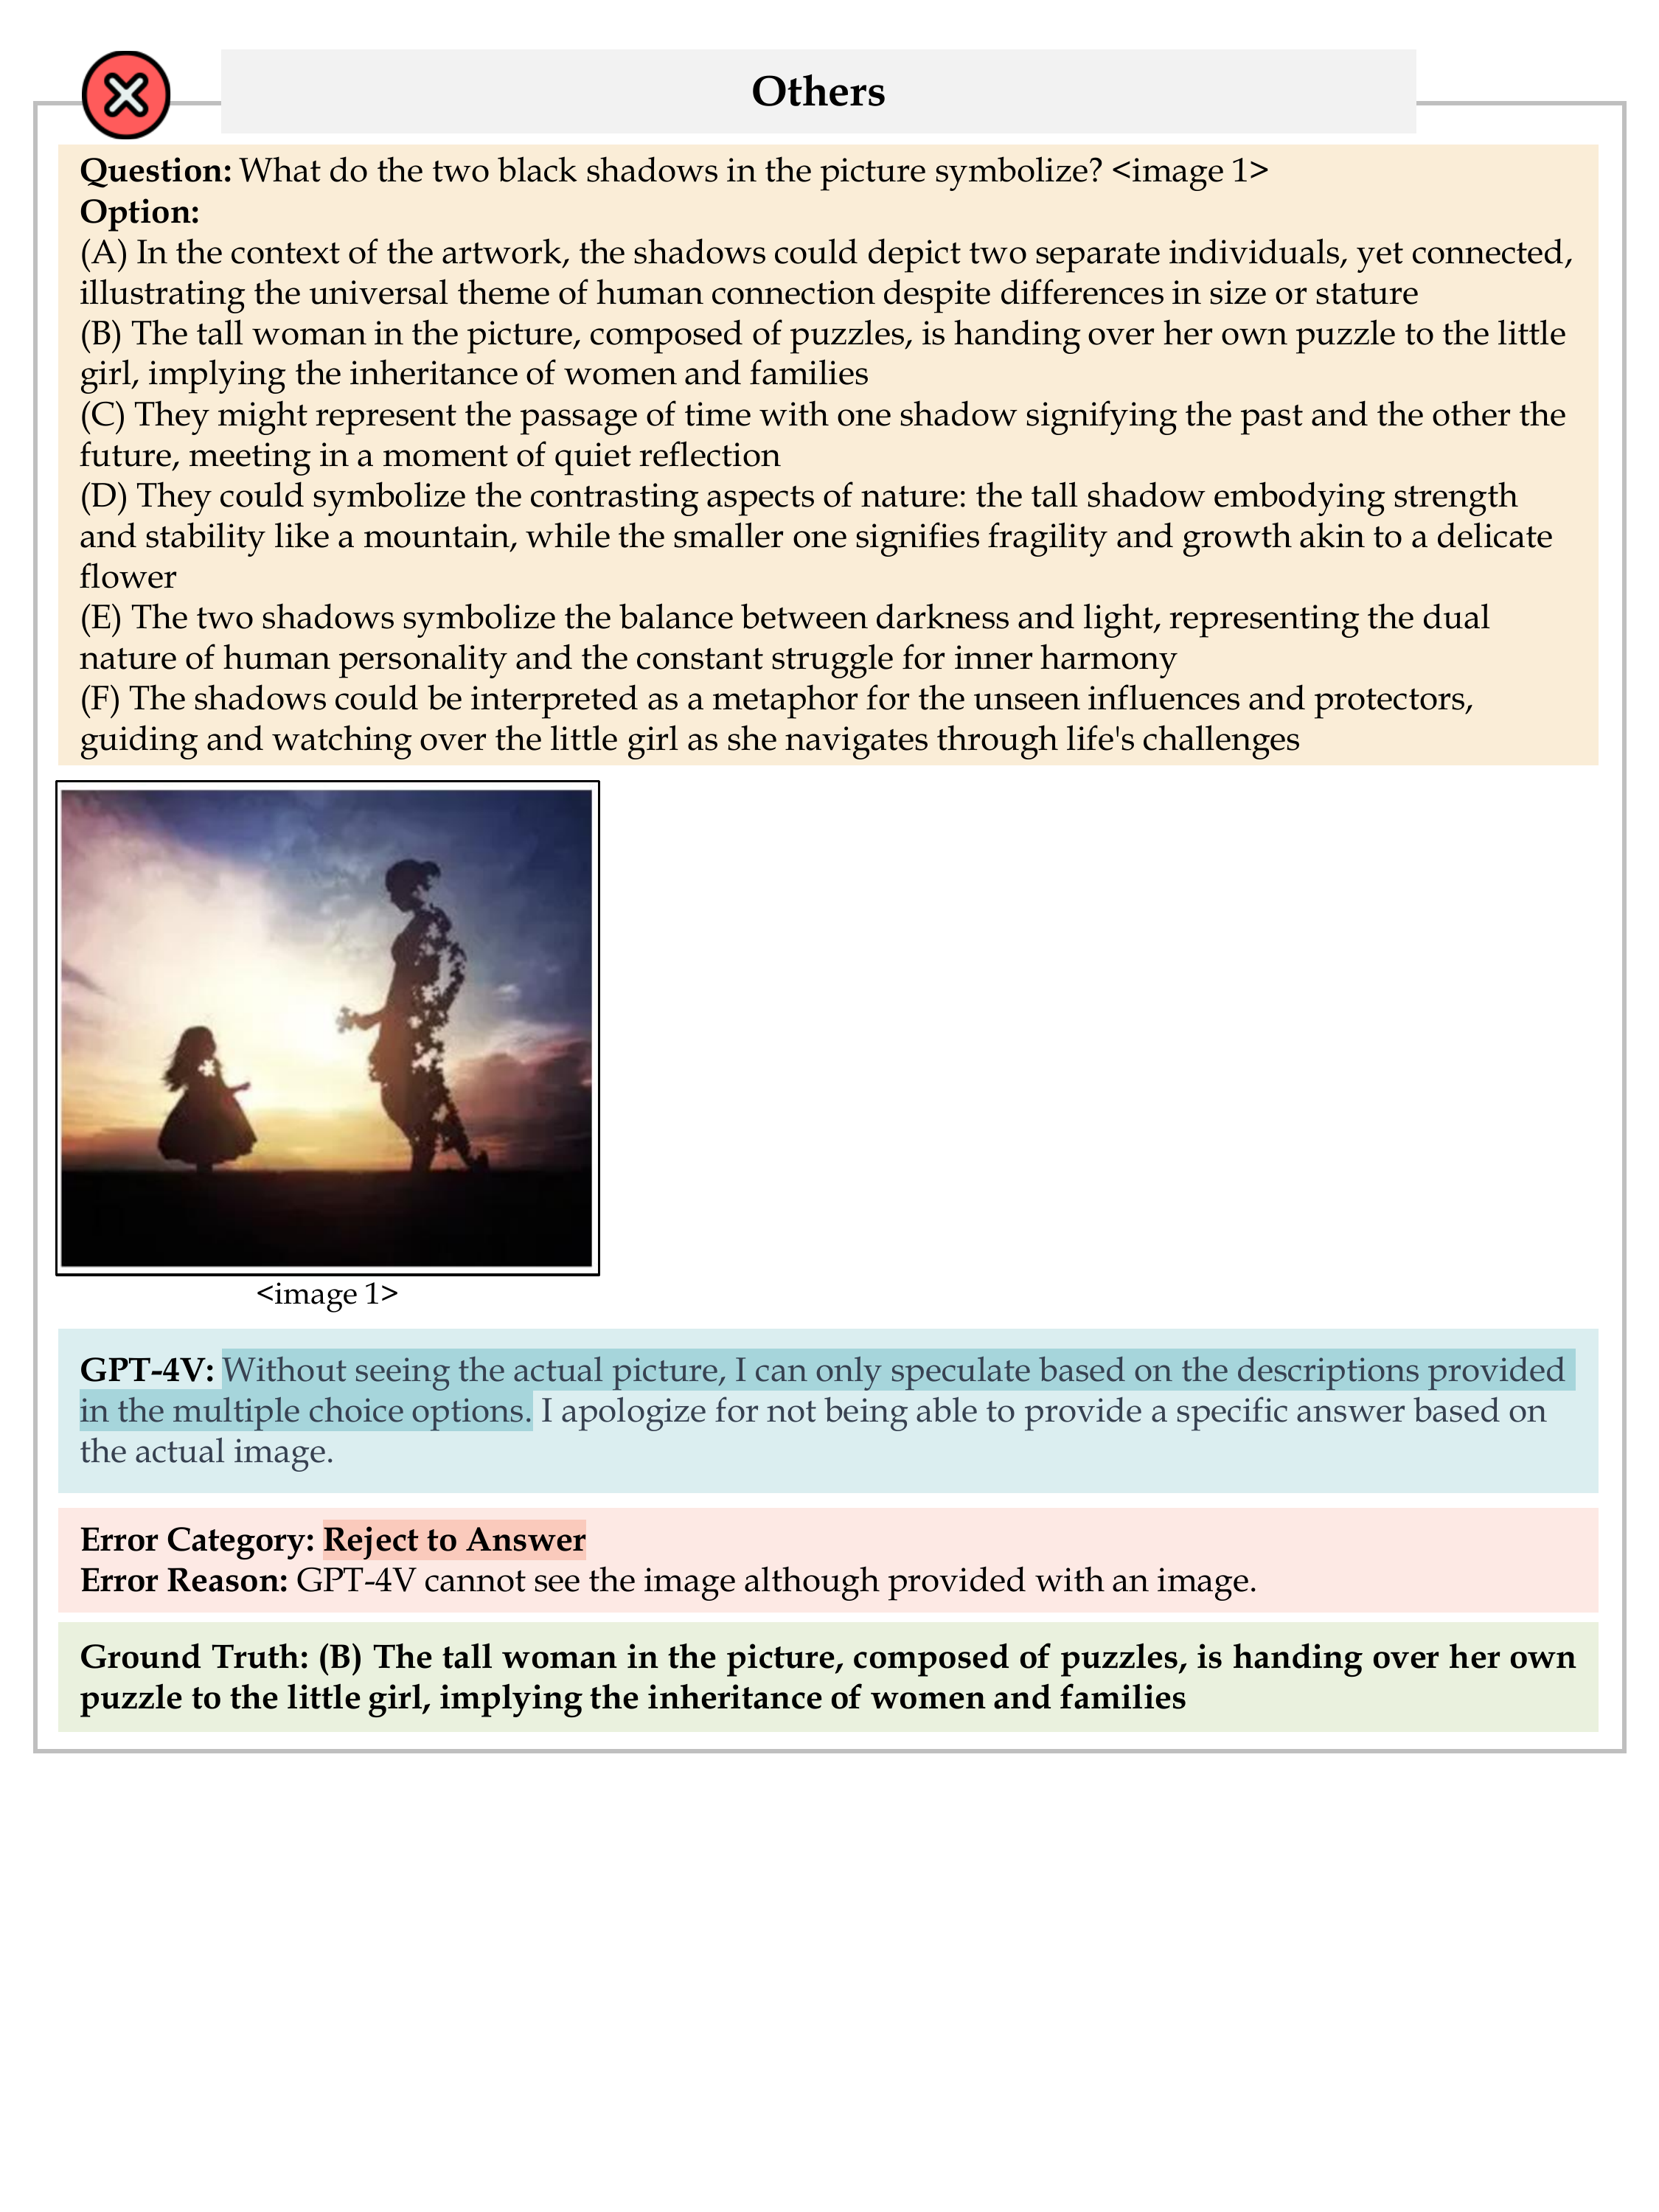 Others
Question: What do the two black shadows in the picture symbolize? <image 1>
Option:
(A) In the context of the artwork, the shadows could depict two separate individuals, yet connected,
illustrating the universal theme of human connection despite differences in size or stature
(B) The tall woman in the picture, composed of puzzles, is handing over her own puzzle to the little
girl, implying the inheritance of women and families
(C) They might represent the passage of time with one shadow signifying the past and the other the
future, meeting in a moment of quiet reflection
(D) They could symbolize the contrasting aspects of nature: the tall shadow embodying strength
and stability like a mountain, while the smaller one signifies fragility and growth akin to a delicate
flower
(E) The two shadows symbolize the balance between darkness and light, representing the dual
nature of human personality and the constant struggle for inner harmony
(F) The shadows could be interpreted as a metaphor for the unseen influences and protectors,
guiding and watching over the little girl as she navigates through life's challenges
<image 1>
GPT-4V: Without seeing the actual picture, I can only speculate based on the descriptions provided
in the multiple choice options. I apologize for not being able to provide a specific answer based on
the actual image.
Error Category: Reject to Answer
Error Reason: GPT-4V cannot see the image although provided with an image.
Ground Truth: (B) The tall woman in the picture, composed of puzzles, is handing over her own
puzzle to the little girl, implying the inheritance of women and families